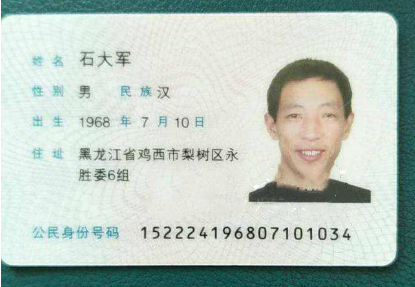 姓名 石大军
性别 男 民族 汉
出生 1968 年 7 月 10 日
住址 黑龙江省鸡西市梨树区永
胜委6组
公民身份号码 152224196807101034